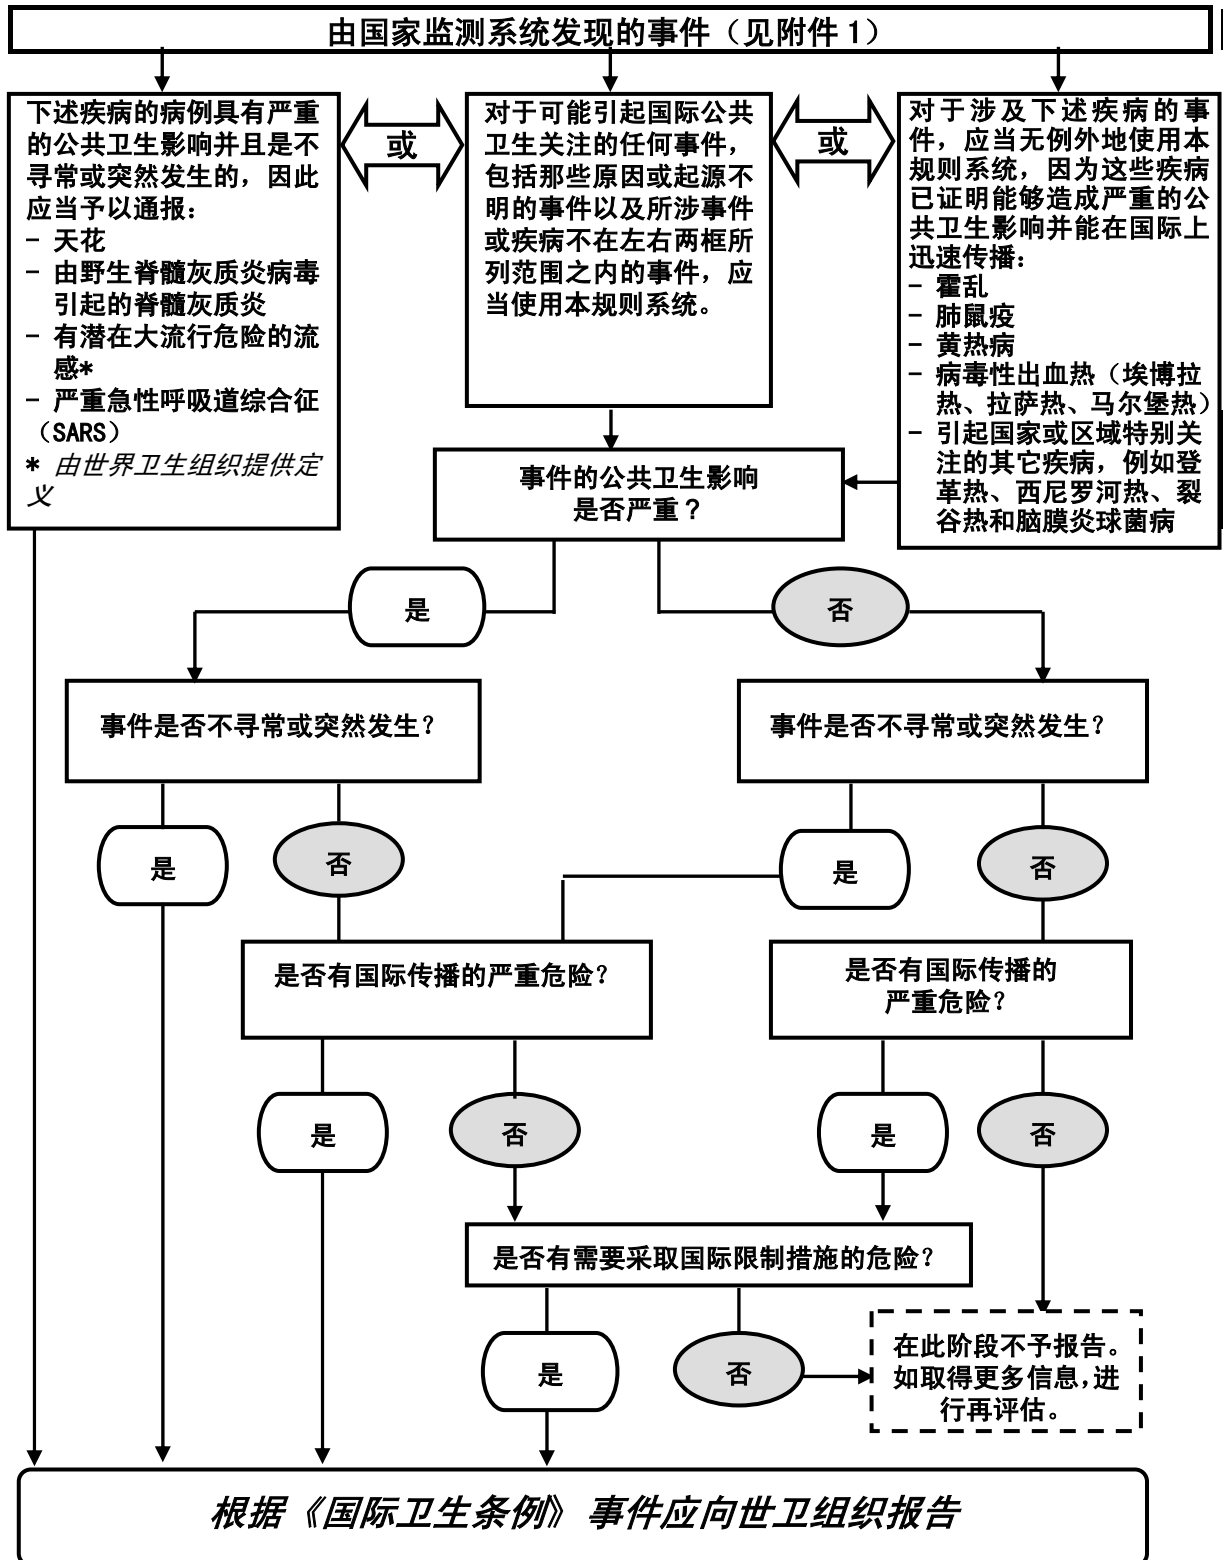 由国家监测系统发现的事件（见附件 1）
下述疾病的病例具有严重
的公共卫生影响并且是不
寻常或突然发生的，因此
应当予以通报：
- 天花
- 由野生脊髓灰质炎病毒
引起的脊髓灰质炎
- 有潜在大流行危险的流
感*
- 严重急性呼吸道综合征
（SARS）
* 由世界卫生组织提供定
义
或
对于可能引起国际公共
卫生关注的任何事件，
包括那些原因或起源不
明的事件以及所涉事件
或疾病不在左右两框所
列范围之内的事件，应
当使用本规则系统。
或
对于涉及下述疾病的事
件，应当无例外地使用本
规则系统，因为这些疾病
已证明能够造成严重的公
共卫生影响并能在国际上
迅速传播：
- 霍乱
- 肺鼠疫
- 黄热病
- 病毒性出血热（埃博拉
热、拉萨热、马尔堡热）
- 引起国家或区域特别关
注的其它疾病，例如登
革热、西尼罗河热、裂
谷热和脑膜炎球菌病
事件的公共卫生影响
是否严重？
是
否
事件是否不寻常或突然发生？
事件是否不寻常或突然发生？
是
否
是
否
是否有国际传播的严重危险？
是否有国际传播的
严重危险？
是
否
是
否
是否有需要采取国际限制措施的危险？
是
否
在此阶段不予报告。
如取得更多信息，进
行再评估。
根据《国际卫生条例》事件应向世卫组织报告